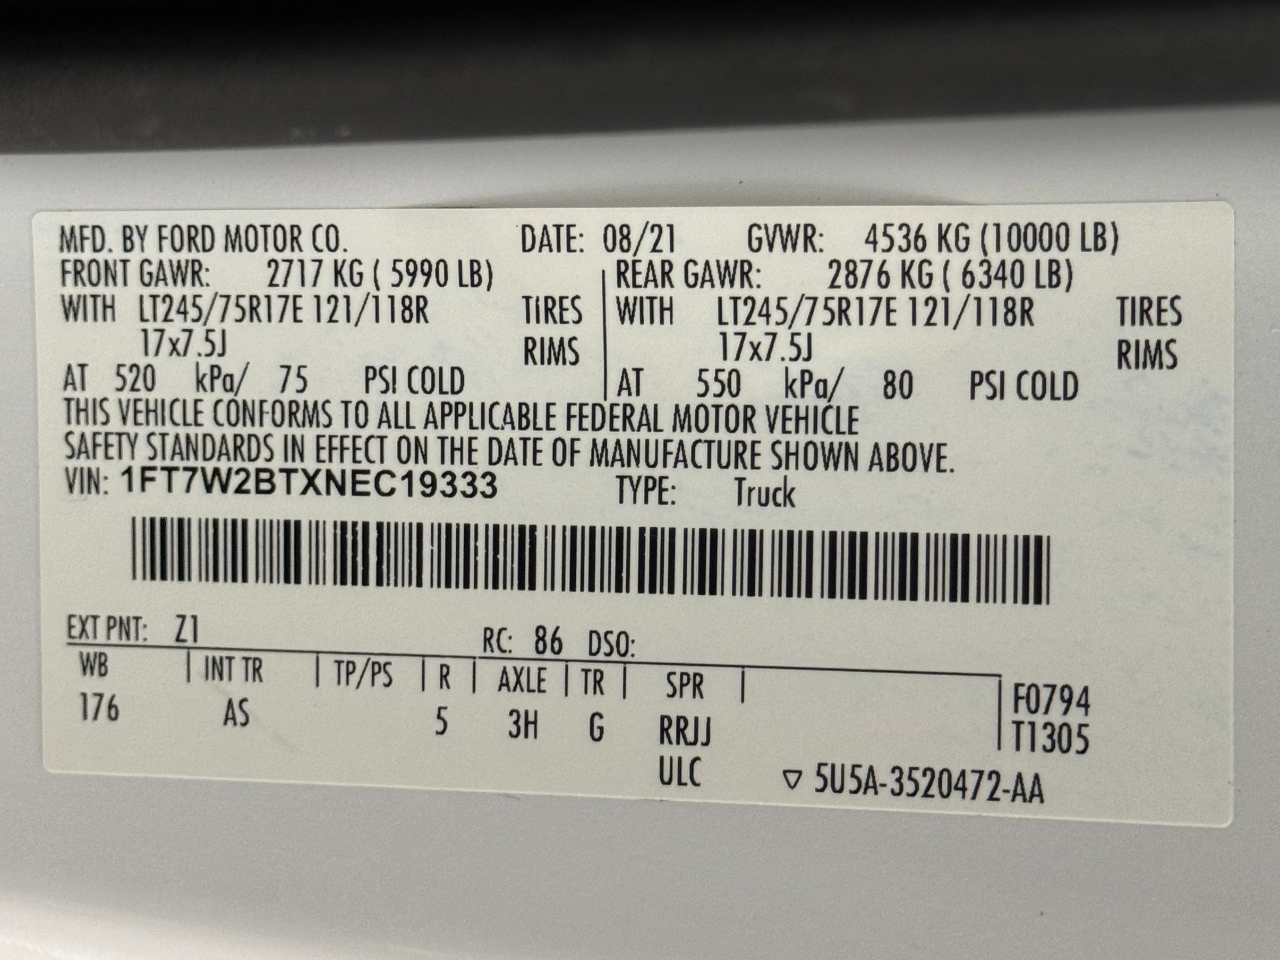 MFD. BY FORD MOTOR CO. DATE: 08/21 GVWR: 4536 KG (10000 LB)
FRONT GAWR: 2717 KG ( 5990 LB) REAR GAWR: 2876 KG ( 6340 LB)
WITH LT245/75R17E 121/118R TIRES WITH LT245/75R17E 121/118R TIRES
17x7.5J RIMS 17x7.5J RIMS
AT 520 kPa/ 75 PSI COLD AT 550 kPa/ 80 PSI COLD
THIS VEHICLE CONFORMS TO ALL APPLICABLE FEDERAL MOTOR VEHICLE
SAFETY STANDARDS IN EFFECT ON THE DATE OF MANUFACTURE SHOWN ABOVE.
VIN: 1FT7W2BTXNEC19333 TYPE: Truck
EXT PNT: Z1 RC: 86 DSO:
WB INT TR TP/PS R AXLE TR SPR F0794
176 AS 5 3H G RRJJ T1305
ULC ▽ 5U5A-3520472-AA